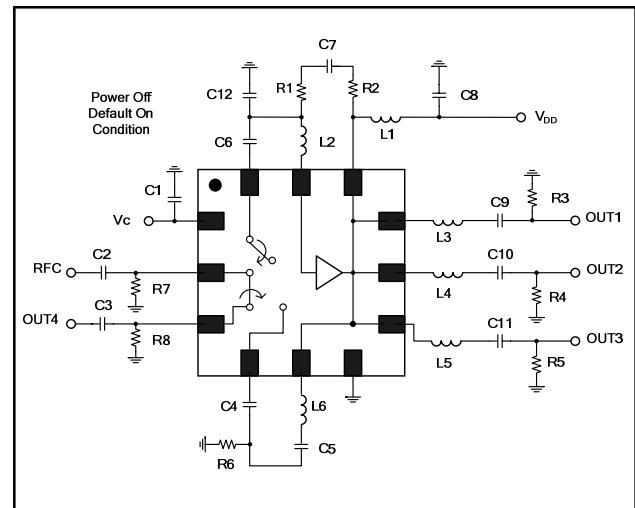 C7
Power Off
Default On
Condition
C12
R1
R2
C8
C6
L2
L1
VDD
C1
Vc
C9
R3
L3
OUT1
RFC
C2
R7
C10
L4
OUT2
R4
OUT4
C3
R8
C11
L5
OUT3
R5
C4
L6
R6
C5